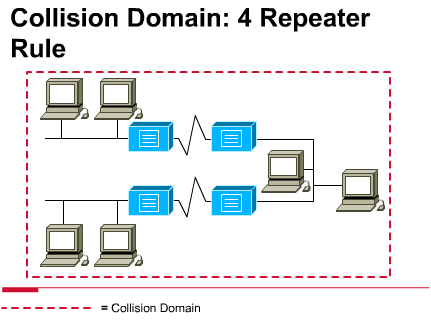 Collision Domain: 4 Repeater
Rule
= Collision Domain